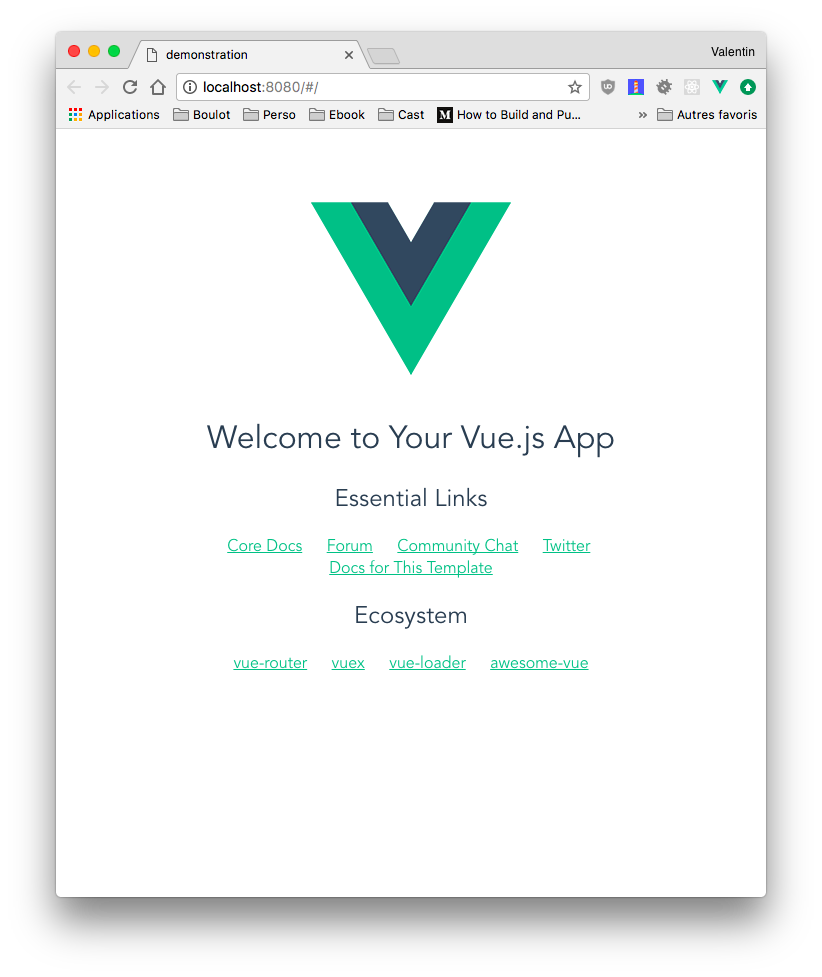 demonstration
Valentin
localhost:8080/#/
Applications Boulot Perso Ebook Cast M How to Build and Pu... » Autres favoris
Welcome to Your Vue.js App
Essential Links
Core Docs Forum Community Chat Twitter
Docs for This Template
Ecosystem
vue-router vuex vue-loader awesome-vue